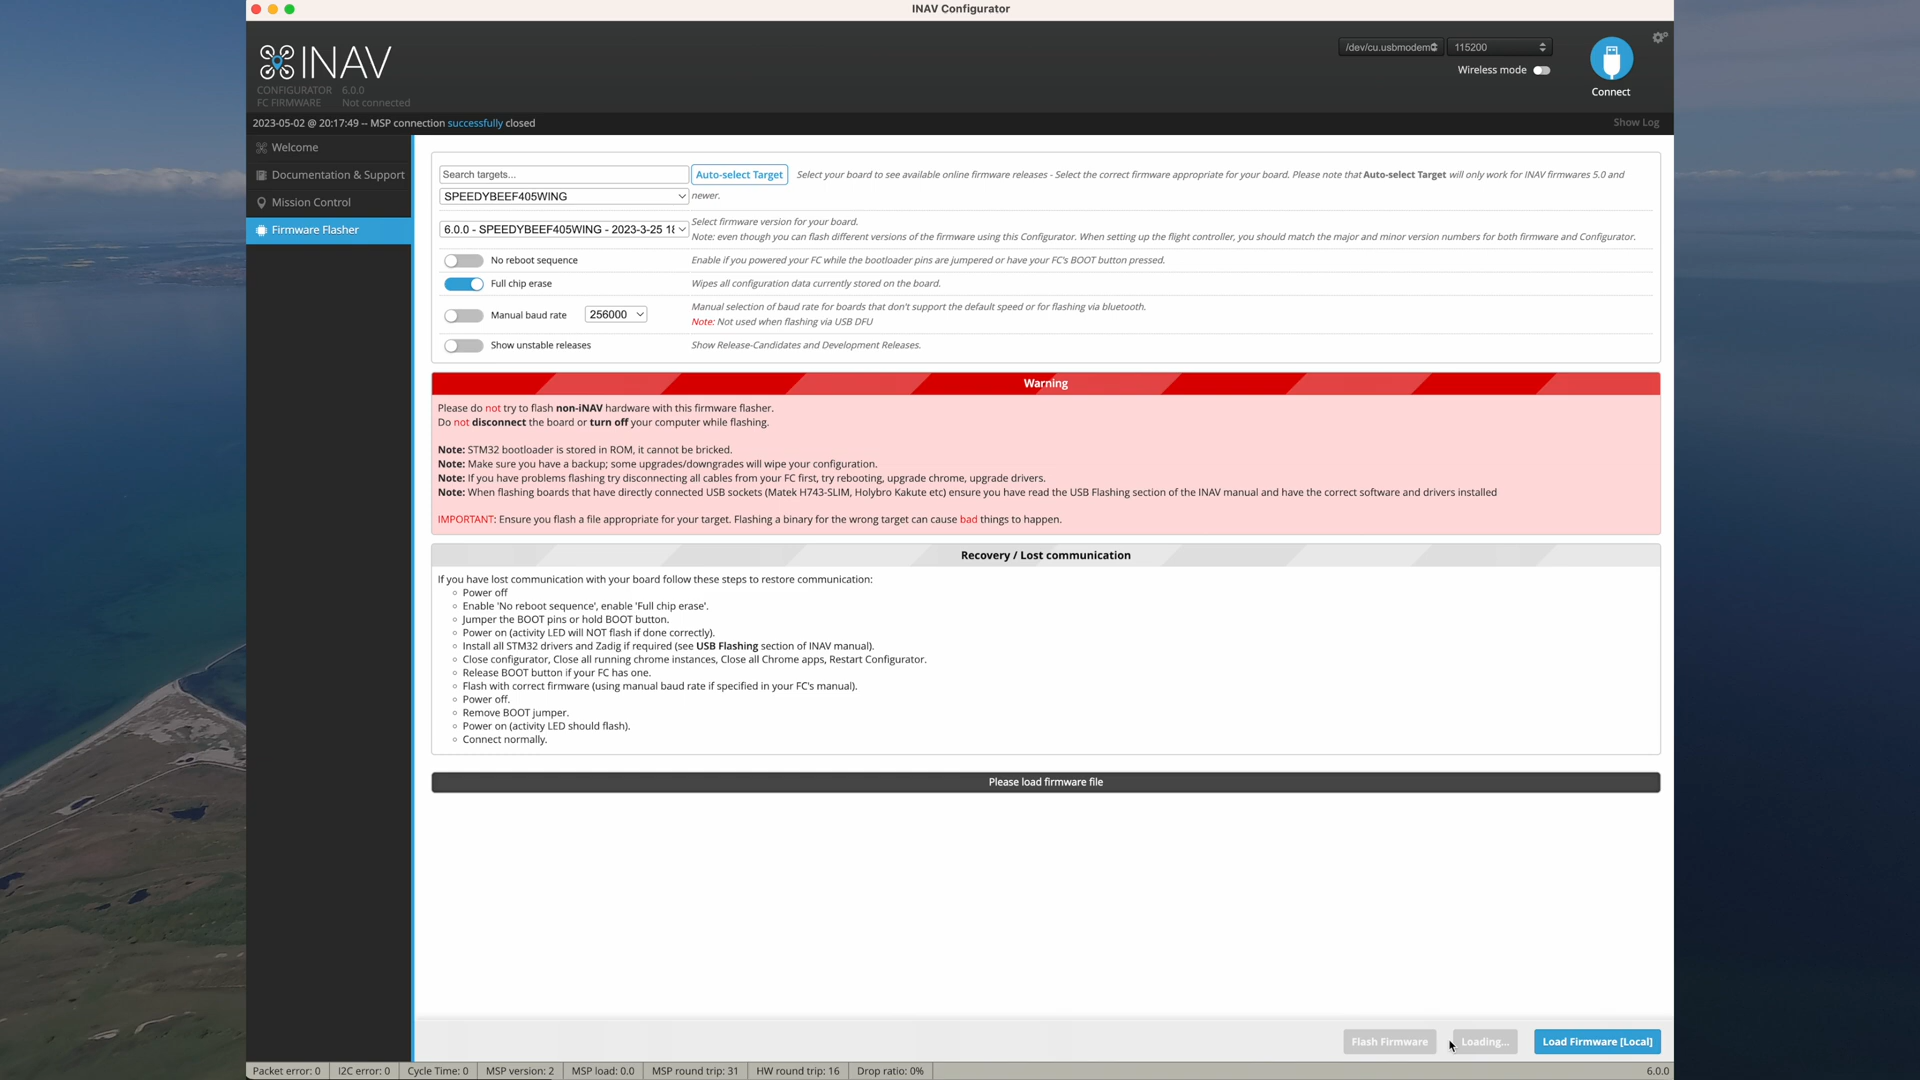 INAV Configurator
INAV
CONFIGURATOR 6.0.0
FC FIRMWARE Not connected
115200
Wireless mode
Connect
2023-05-02 @ 20:17:49 -- MSP connection successfully closed
Show Log
Welcome
Documentation & Support
Mission Control
Firmware Flasher
Search targets...
Auto-select Target
Select your board to see available online firmware releases - Select the correct firmware appropriate for your board. Please note that Auto-select Target will only work for INAV firmwares 5.0 and
newer.
SPEEDYBEEF405WING
Select firmware version for your board.
6.0.0 - SPEEDYBEEF405WING - 2023-3-25
Note: even though you can flash different versions of the firmware using this Configurator. When setting up the flight controller, you should match the major and minor version numbers for both firmware and Configurator.
No reboot sequence
Enable if you powered your FC while the bootloader pins are jumpered or have your FC's BOOT button pressed.
Full chip erase
Wipes all configuration data currently stored on the board.
Manual baud rate
256000
Manual selection of baud rate for boards that don't support the default speed or for flashing via bluetooth.
Note: Not used when flashing via USB DFU
Show unstable releases
Show Release-Candidates and Development Releases.
Warning
Please do not try to flash non-iNAV hardware with this firmware flasher.
Do not disconnect the board or turn off your computer while flashing.
Note: STM32 bootloader is stored in ROM, it cannot be bricked.
Note: Make sure you have a backup; some upgrades/downgrades will wipe your configuration.
Note: If you have problems flashing try disconnecting all cables from your FC first, try rebooting, upgrade chrome, upgrade drivers.
Note: When flashing boards that have directly connected USB sockets (Matek H743-SLIM, Holybro Kakute etc) ensure you have read the USB Flashing section of the INAV manual and have the correct software and drivers installed
IMPORTANT: Ensure you flash a file appropriate for your target. Flashing a binary for the wrong target can cause bad things to happen.
Recovery / Lost communication
If you have lost communication with your board follow these steps to restore communication:
Power off
Enable 'No reboot sequence', enable 'Full chip erase'.
Jumper the BOOT pins or hold BOOT button.
Power on (activity LED will NOT flash if done correctly).
Install all STM32 drivers and Zadig if required (see USB Flashing section of INAV manual).
Close configurator, Close all running chrome instances, Close all Chrome apps, Restart Configurator.
Release BOOT button if your FC has one.
Flash with correct firmware (using manual baud rate if specified in your FC's manual).
Power off.
Remove BOOT jumper.
Power on (activity LED should flash).
Connect normally.
Please load firmware file
Flash Firmware
Loading...
Load Firmware [Local]
Packet error: 0
I2C error: 0
Cycle Time: 0
MSP version: 2
MSP load: 0.0
MSP round trip: 31
HW round trip: 16
Drop ratio: 0%
6.0.0